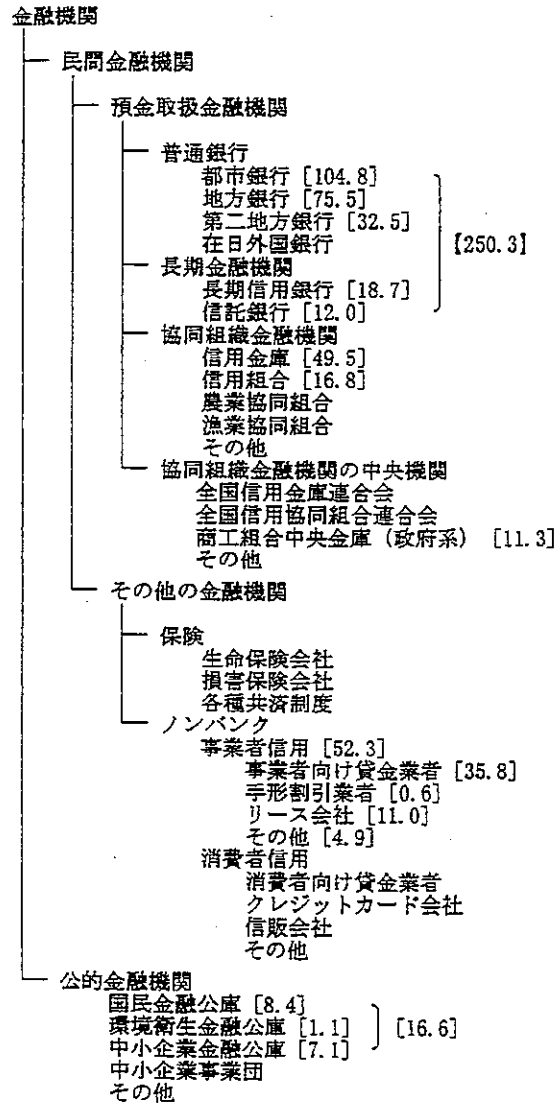 金融機関
民間金融機関
預金取扱金融機関
普通銀行
都市銀行 [104.8]
地方銀行 [75.5]
第二地方銀行 [32.5]
在日外国銀行
【250.3】
長期金融機関
長期信用銀行 [18.7]
信託銀行 [12.0]
協同組織金融機関
信用金庫 [49.5]
信用組合 [16.8]
農業協同組合
漁業協同組合
その他
協同組織金融機関の中央機関
全国信用金庫連合会
全国信用協同組合連合会
商工組合中央金庫(政府系) [11.3]
その他
その他の金融機関
保険
生命保険会社
損害保険会社
各種共済制度
ノンバンク
事業者信用 [52.3]
事業者向け貸金業者 [35.8]
手形割引業者 [0.6]
リース会社 [11.0]
その他 [4.9]
消費者信用
消費者向け貸金業者
クレジットカード会社
信販会社
その他
公的金融機関
国民金融公庫 [8.4]
環境衛生金融公庫 [1.1] [16.6]
中小企業金融公庫 [7.1]
中小企業事業団
その他